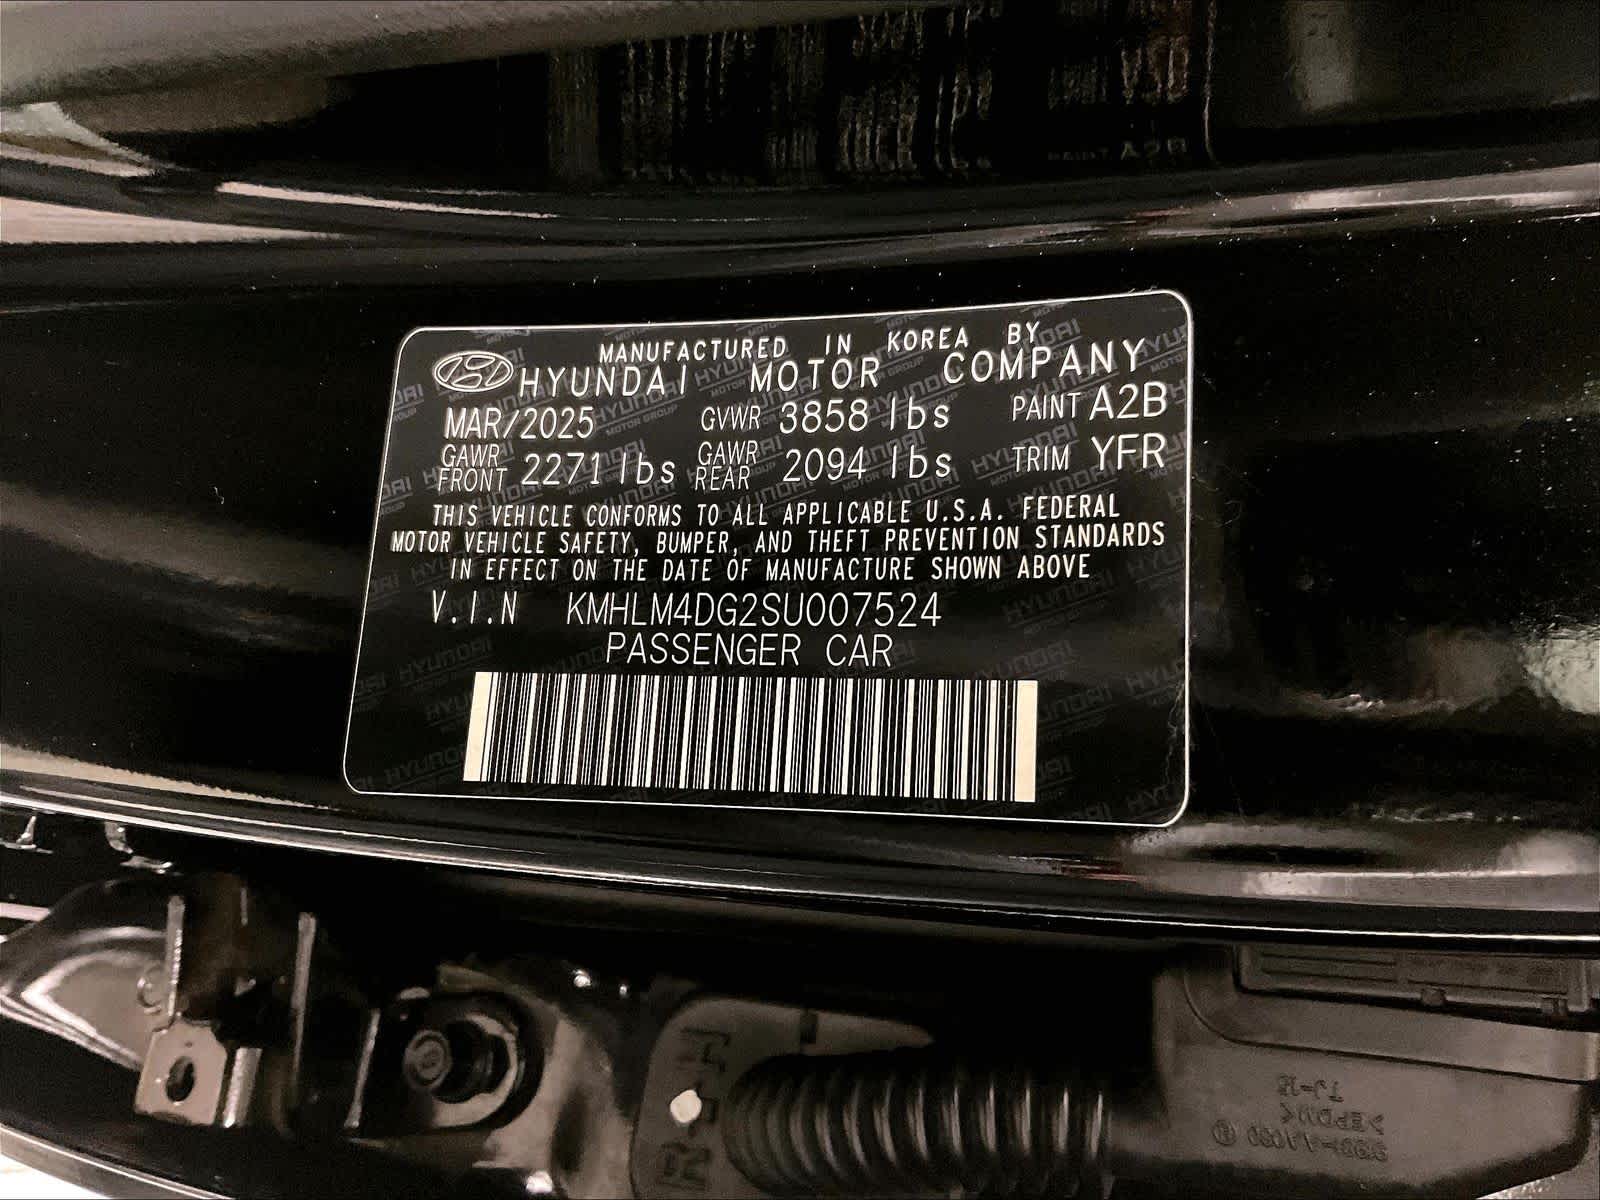 MANUFACTURED IN KOREA BY
HYUNDAI MOTOR COMPANY
MAR/2025 GVWR 3858 lbs PAINT A2B
GAWR FRONT 2271 lbs GAWR REAR 2094 lbs TRIM YFR
THIS VEHICLE CONFORMS TO ALL APPLICABLE U.S.A. FEDERAL
MOTOR VEHICLE SAFETY, BUMPER, AND THEFT PREVENTION STANDARDS
IN EFFECT ON THE DATE OF MANUFACTURE SHOWN ABOVE
V.I.N KMHLM4DG2SU007524
PASSENGER CAR